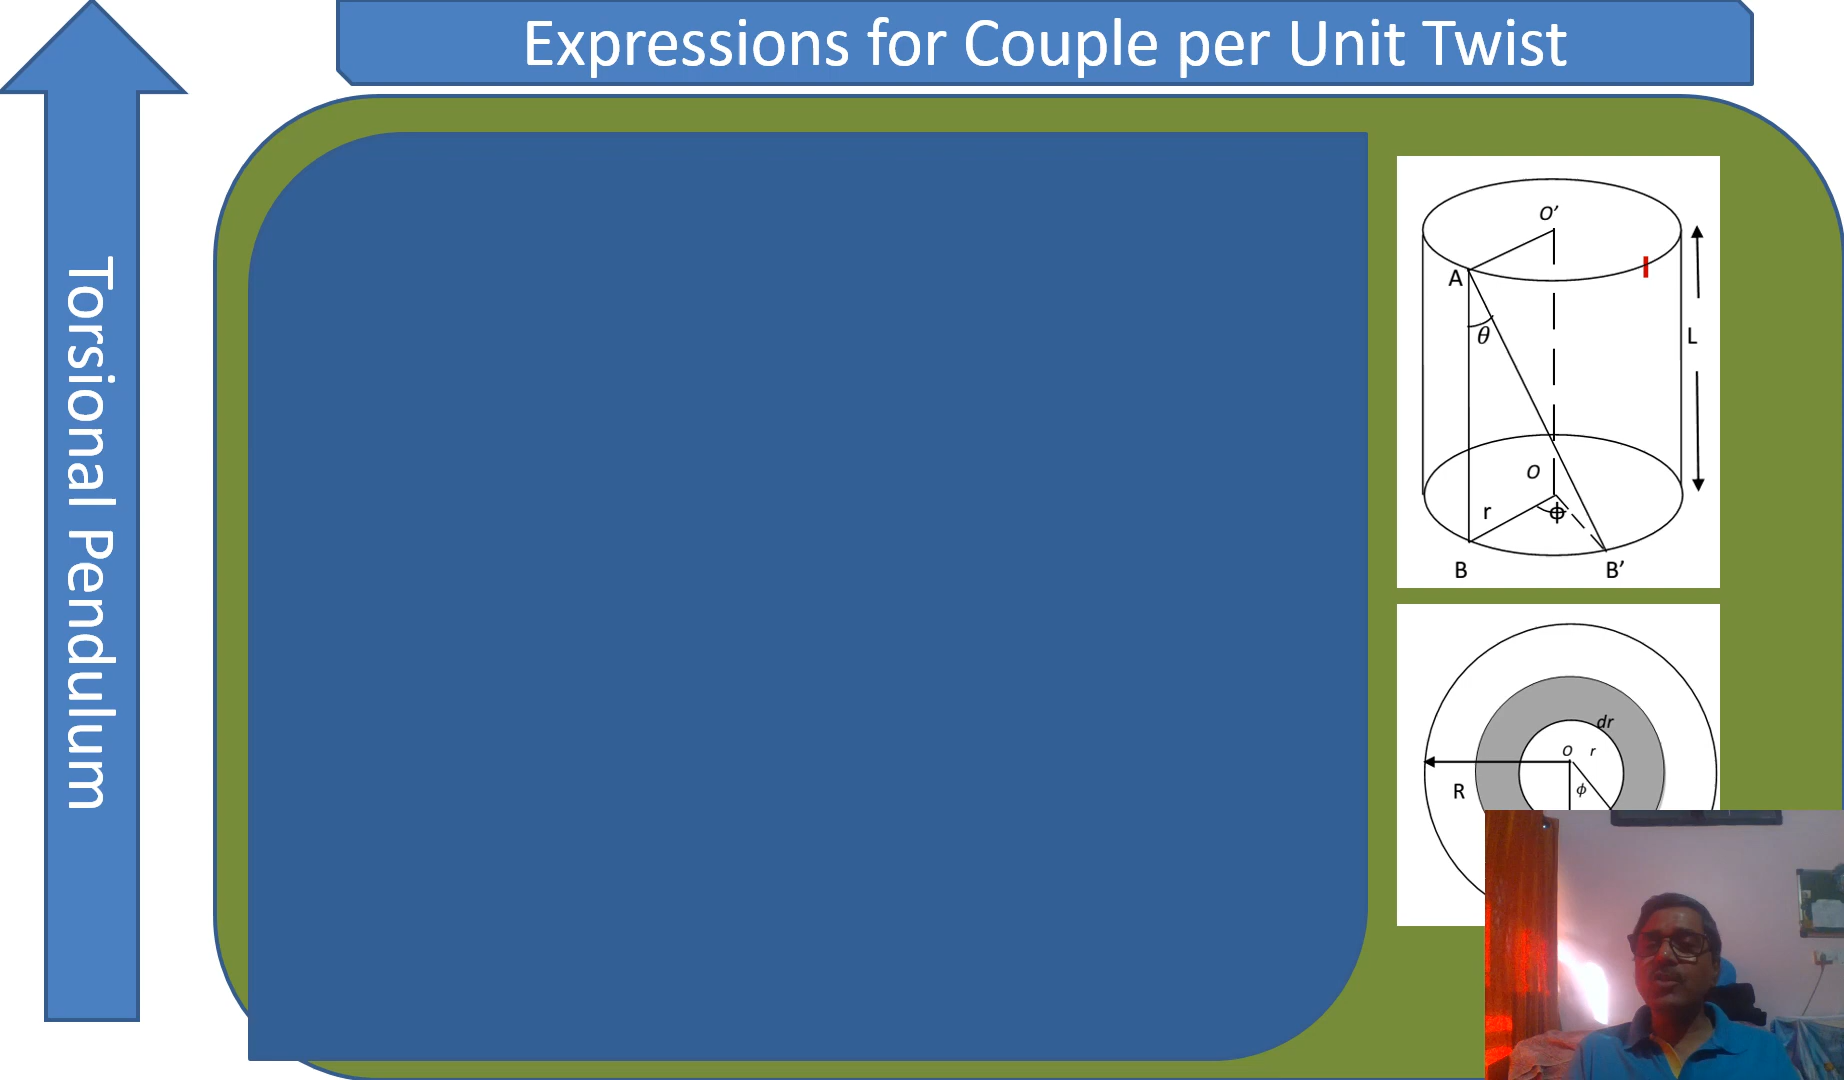 Expressions for Couple per Unit Twist
Torsional Pendulum
O’
A
θ
L
O
r
ϕ
B
B’
dr
O
r
ϕ
R